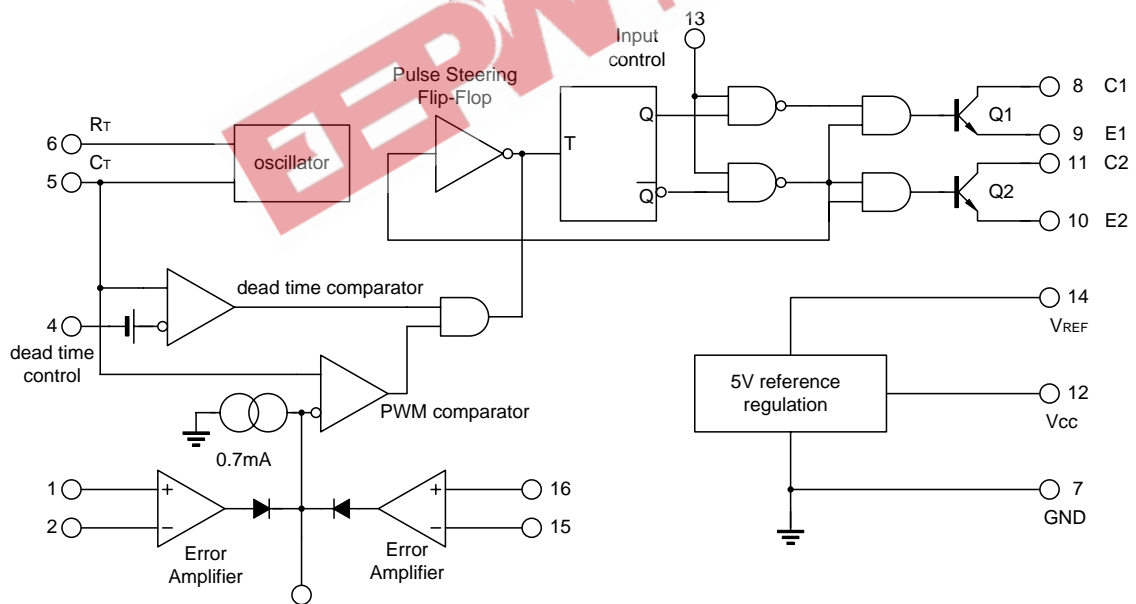 EEPW
13
Input
control
Pulse Steering
Flip-Flop
8 C1
Q1
9 E1
6 RT
oscillator
5 CT
T
Q
Q
11 C2
Q2
10 E2
4
dead time
control
dead time comparator
14
VREF
5V reference
regulation
12
Vcc
PWM comparator
0.7mA
1
+
2
−
Error
Amplifier
+
16
−
15
Error
Amplifier
7
GND